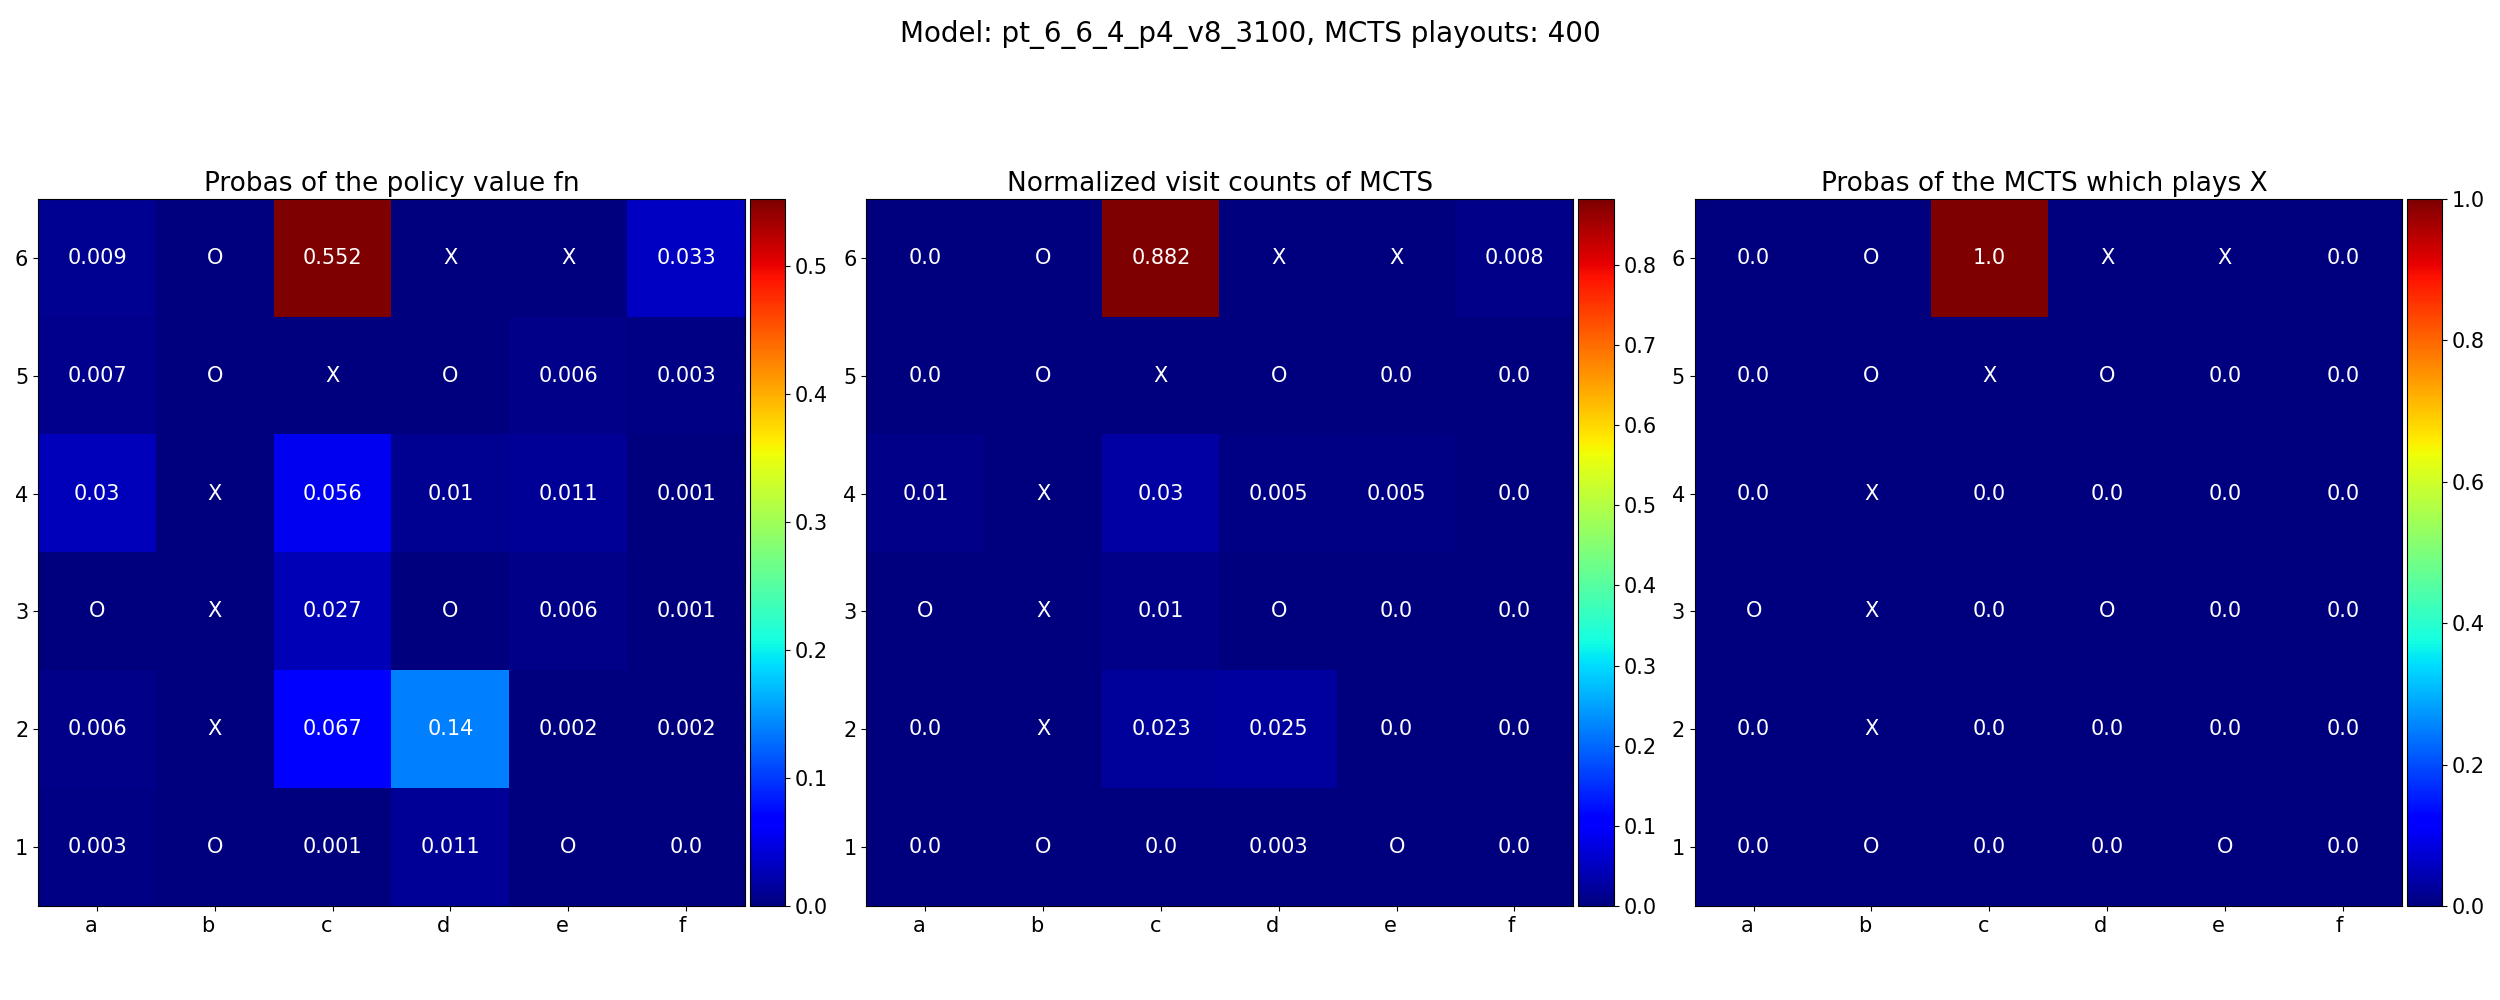 Model: pt_6_6_4_p4_v8_3100, MCTS playouts: 400
Probas of the policy value fn
6 0.009 O 0.552 X X 0.033
5 0.007 O X O 0.006 0.003
4 0.03 X 0.056 0.01 0.011 0.001
3 O X 0.027 O 0.006 0.001
2 0.006 X 0.067 0.14 0.002 0.002
1 0.003 O 0.001 0.011 O 0.0
a b c d e f
0.5
0.4
0.3
0.2
0.1
0.0
Normalized visit counts of MCTS
6 0.0 O 0.882 X X 0.008
5 0.0 O X O 0.0 0.0
4 0.01 X 0.03 0.005 0.005 0.0
3 O X 0.01 O 0.0 0.0
2 0.0 X 0.023 0.025 0.0 0.0
1 0.0 O 0.0 0.003 O 0.0
a b c d e f
0.8
0.7
0.6
0.5
0.4
0.3
0.2
0.1
0.0
Probas of the MCTS which plays X
6 0.0 O 1.0 X X 0.0
5 0.0 O X O 0.0 0.0
4 0.0 X 0.0 0.0 0.0 0.0
3 O X 0.0 O 0.0 0.0
2 0.0 X 0.0 0.0 0.0 0.0
1 0.0 O 0.0 0.0 O 0.0
a b c d e f
1.0
0.8
0.6
0.4
0.2
0.0